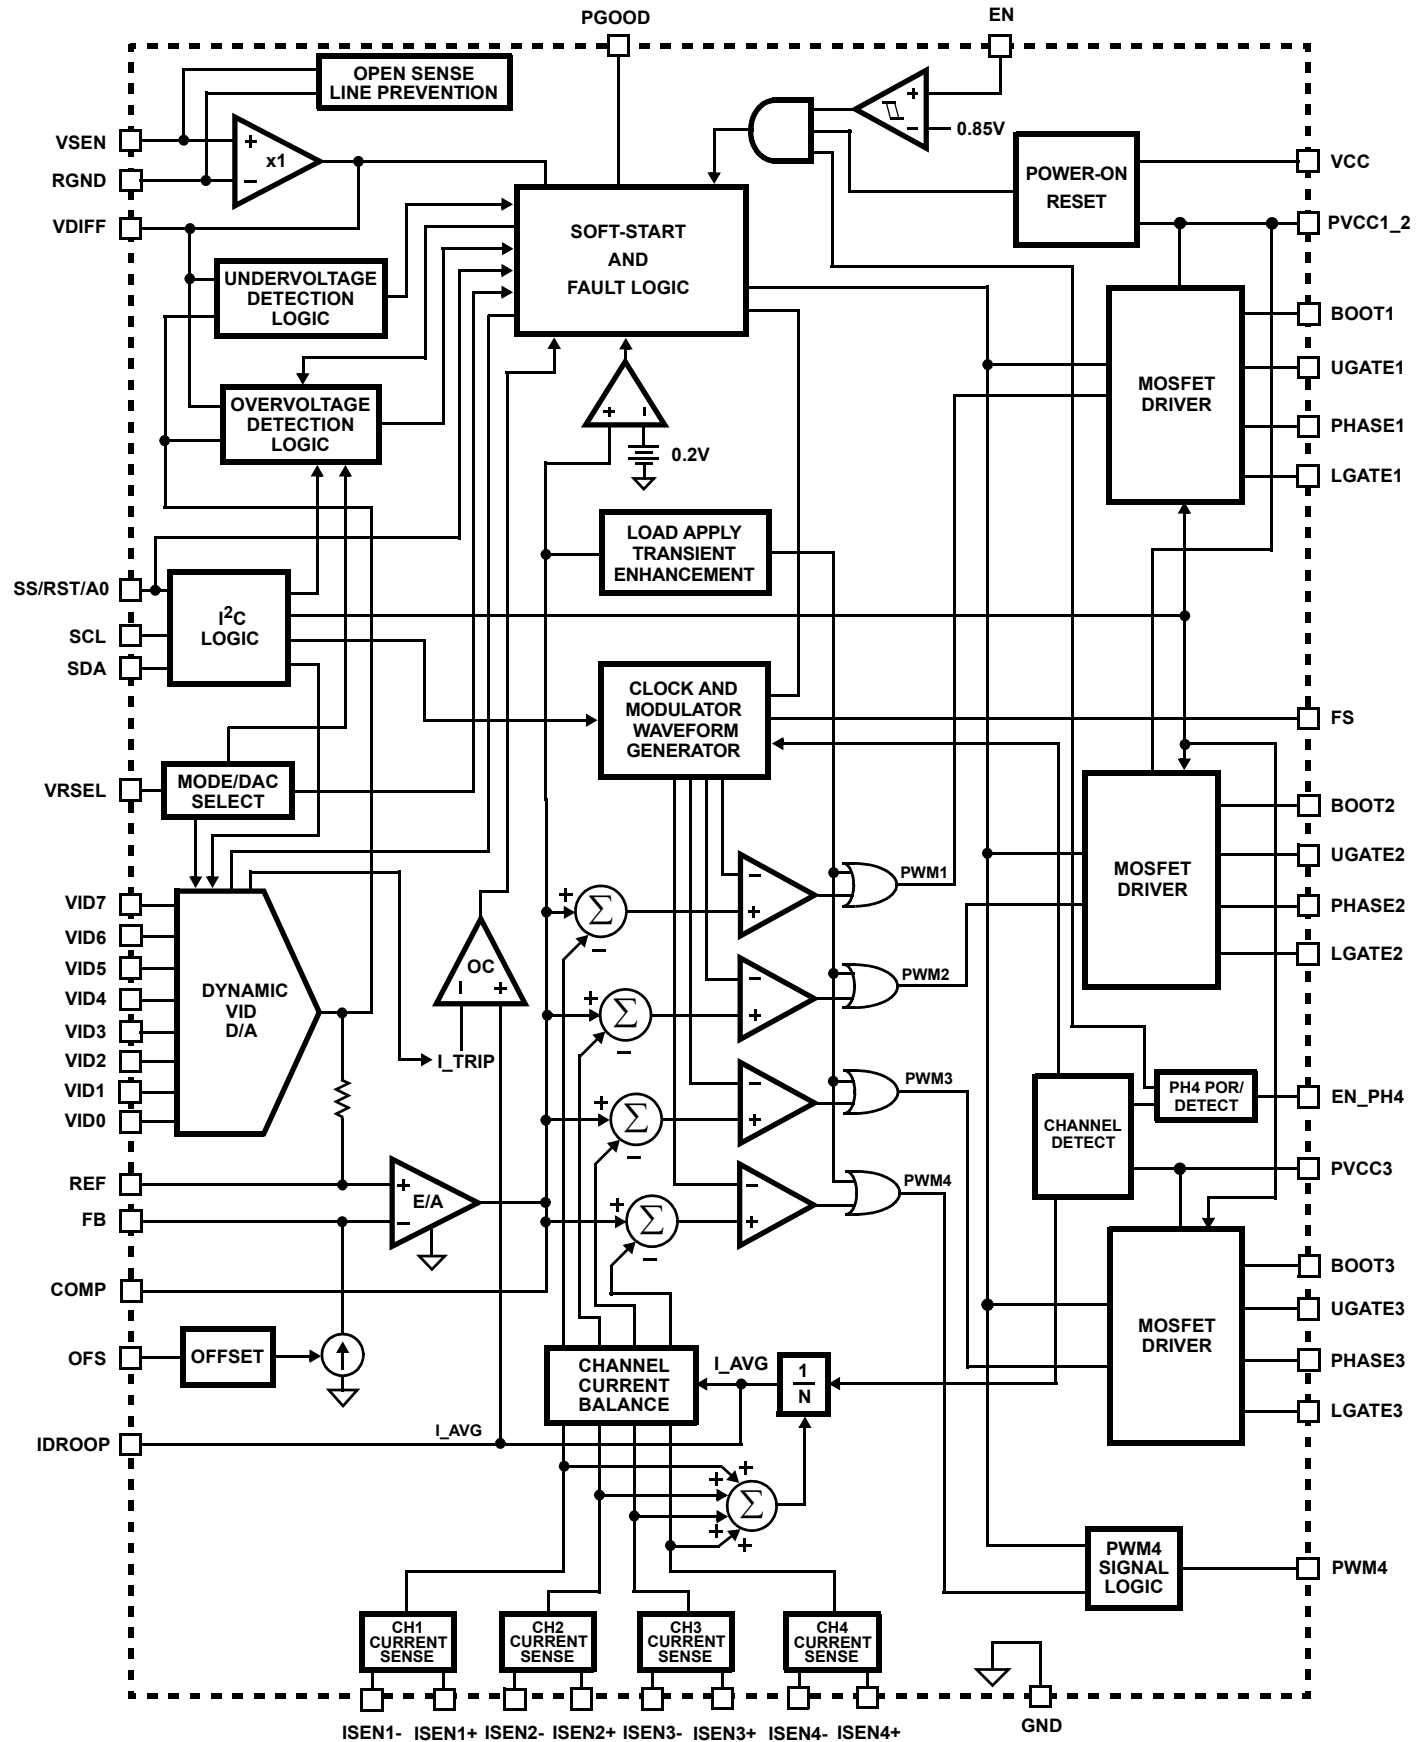 PGOOD
EN
OPEN SENSE
LINE PREVENTION
+
−
0.85V
VSEN
+
x1
−
RGND
VDIFF
POWER-ON
RESET
VCC
PVCC1_2
SOFT-START
AND
FAULT LOGIC
UNDERVOLTAGE
DETECTION
LOGIC
OVERVOLTAGE
DETECTION
LOGIC
+
−
0.2V
MOSFET
DRIVER
BOOT1
UGATE1
PHASE1
LGATE1
LOAD APPLY
TRANSIENT
ENHANCEMENT
SS/RST/A0
SCL
SDA
I2C
LOGIC
CLOCK AND
MODULATOR
WAVEFORM
GENERATOR
FS
VRSEL
MODE/DAC
SELECT
MOSFET
DRIVER
BOOT2
UGATE2
PHASE2
LGATE2
VID7
VID6
VID5
VID4
VID3
VID2
VID1
VID0
DYNAMIC
VID
D/A
OC
−
+
I_TRIP
+
Σ
−
−
+
PWM1
+
Σ
−
−
+
PWM2
+
Σ
−
−
+
PWM3
+
Σ
−
−
+
PWM4
CHANNEL
DETECT
PH4 POR/
DETECT
EN_PH4
PVCC3
REF
FB
+
E/A
−
COMP
OFS
OFFSET
MOSFET
DRIVER
BOOT3
UGATE3
PHASE3
LGATE3
CHANNEL
CURRENT
BALANCE
I_AVG
1
N
IDROOP
I_AVG
+
+
Σ
+
+
PWM4
SIGNAL
LOGIC
PWM4
CH1
CURRENT
SENSE
CH2
CURRENT
SENSE
CH3
CURRENT
SENSE
CH4
CURRENT
SENSE
ISEN1-
ISEN1+
ISEN2-
ISEN2+
ISEN3-
ISEN3+
ISEN4-
ISEN4+
GND